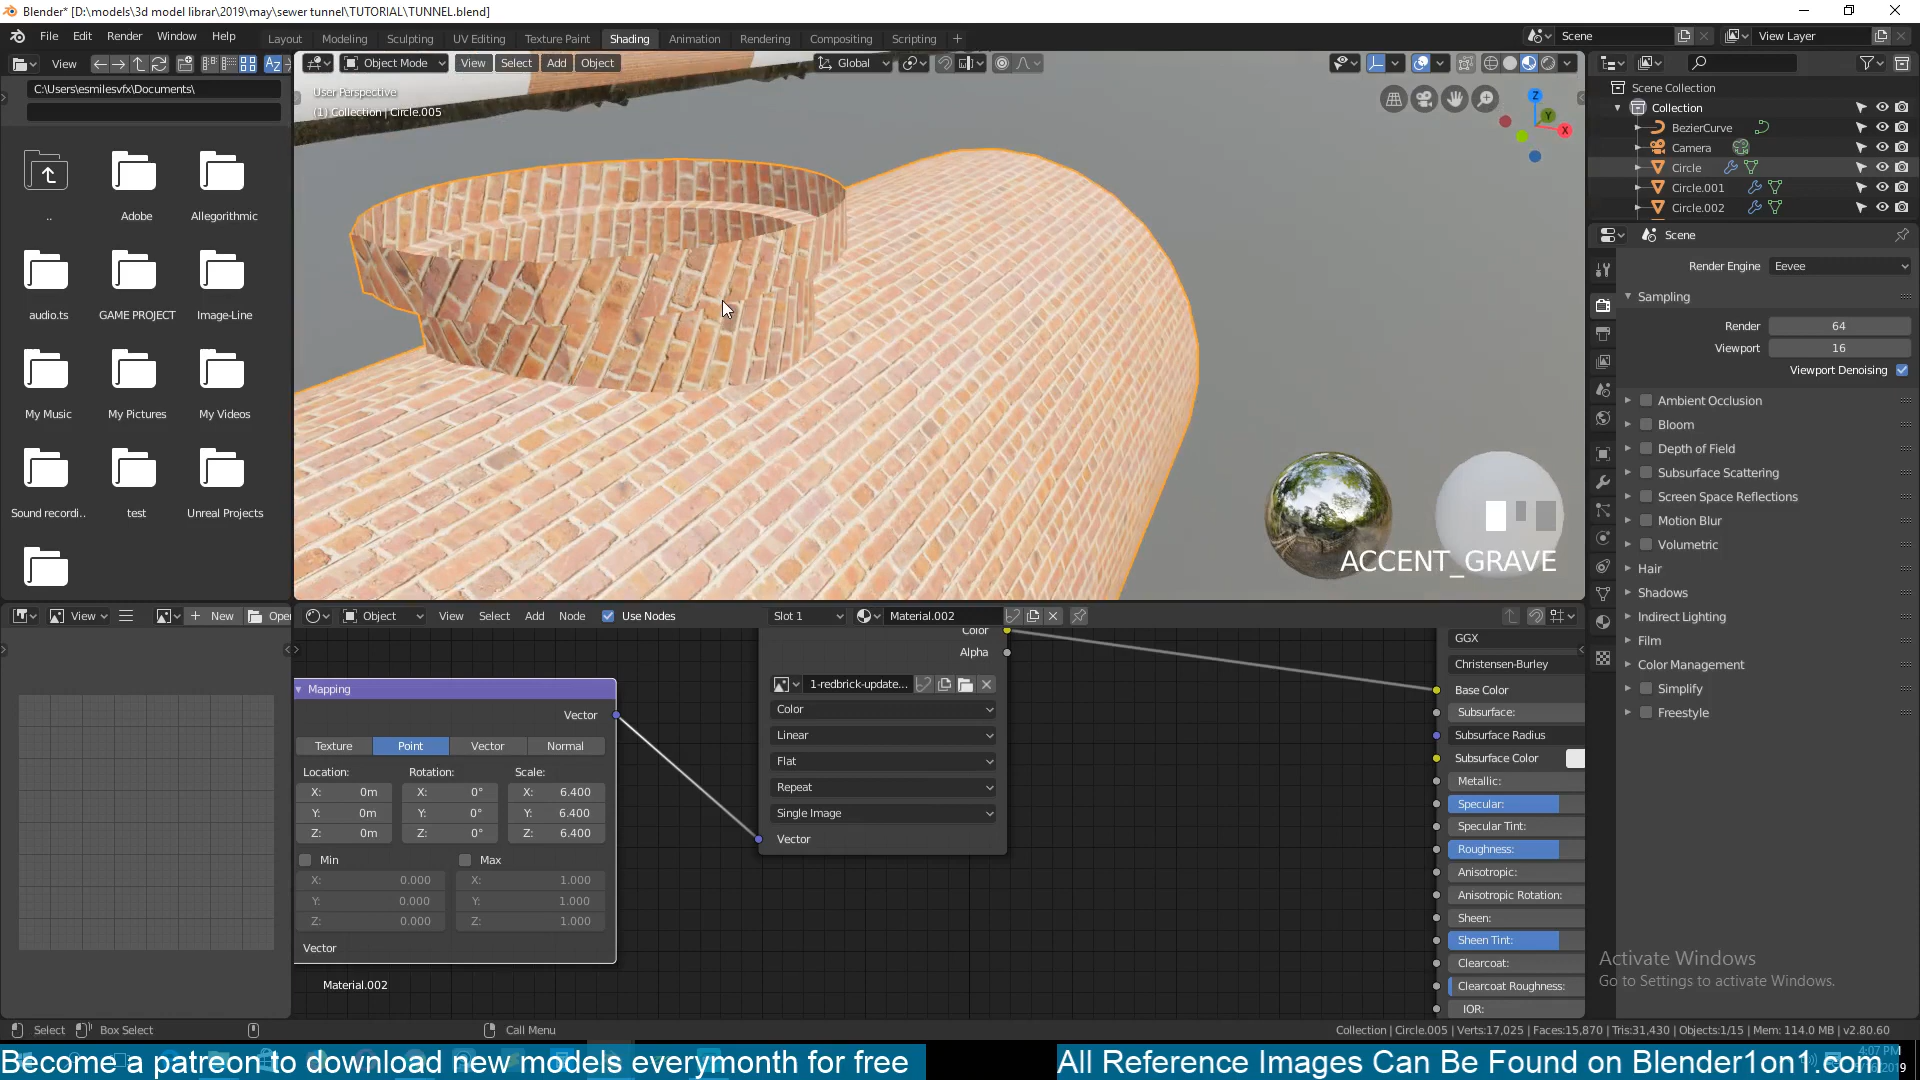 Blender* [D:\models\3d model librar\2019\may\sewer tunnel\TUTORIAL\TUNNEL.blend]
File Edit Render Window Help
Layout Modeling Sculpting UV Editing Texture Paint Shading Animation Rendering Compositing Scripting +
Scene View Layer
View
C:\Users\esmilesvfx\Documents\
..
Adobe
Allegorithmic
audio.ts
GAME PROJECT
Image-Line
My Music
My Pictures
My Videos
Sound recordi..
test
Unreal Projects
Object Mode View Select Add Object Global
User Perspective
(1) Collection | Circle.005
Z
Y
X
ACCENT_GRAVE
Scene Collection
Collection
BezierCurve
Camera
Circle
Circle.001
Circle.002
Scene
Render Engine Eevee
Sampling
Render 64
Viewport 16
Viewport Denoising
Ambient Occlusion
Bloom
Depth of Field
Subsurface Scattering
Screen Space Reflections
Motion Blur
Volumetric
Hair
Shadows
Indirect Lighting
Film
Color Management
Simplify
Freestyle
View + New Open
Object View Select Add Node Use Nodes Slot 1 Material.002
Mapping
Vector
Texture Point Vector Normal
Location: Rotation: Scale:
X: 0m X: 0° X: 6.400
Y: 0m Y: 0° Y: 6.400
Z: 0m Z: 0° Z: 6.400
Min Max
X: 0.000 X: 1.000
Y: 0.000 Y: 1.000
Z: 0.000 Z: 1.000
Vector
Material.002
Color
Alpha
1-redbrick-update...
Color
Linear
Flat
Repeat
Single Image
Vector
GGX
Christensen-Burley
Base Color
Subsurface:
Subsurface Radius
Subsurface Color
Metallic:
Specular:
Specular Tint:
Roughness:
Anisotropic:
Anisotropic Rotation:
Sheen:
Sheen Tint:
Clearcoat:
Clearcoat Roughness:
IOR:
Activate Windows
Go to Settings to activate Windows.
Select Box Select Call Menu
Collection | Circle.005 | Verts:17,025 | Faces:15,870 | Tris:31,430 | Objects:1/15 | Mem: 114.0 MB | v2.80.60
Become a patreon to download new models everymonth for free
All Reference Images Can Be Found on Blender1on1.com
4:07 PM